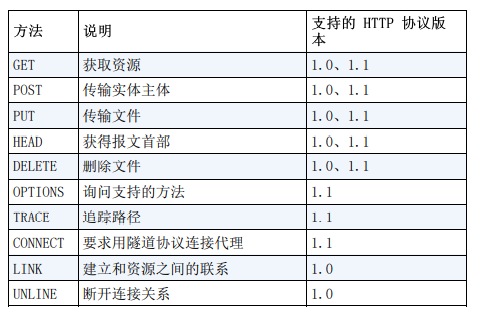 方法 说明 支持的 HTTP 协议版本
GET 获取资源 1.0、1.1
POST 传输实体主体 1.0、1.1
PUT 传输文件 1.0、1.1
HEAD 获得报文首部 1.0、1.1
DELETE 删除文件 1.0、1.1
OPTIONS 询问支持的方法 1.1
TRACE 追踪路径 1.1
CONNECT 要求用隧道协议连接代理 1.1
LINK 建立和资源之间的联系 1.0
UNLINE 断开连接关系 1.0